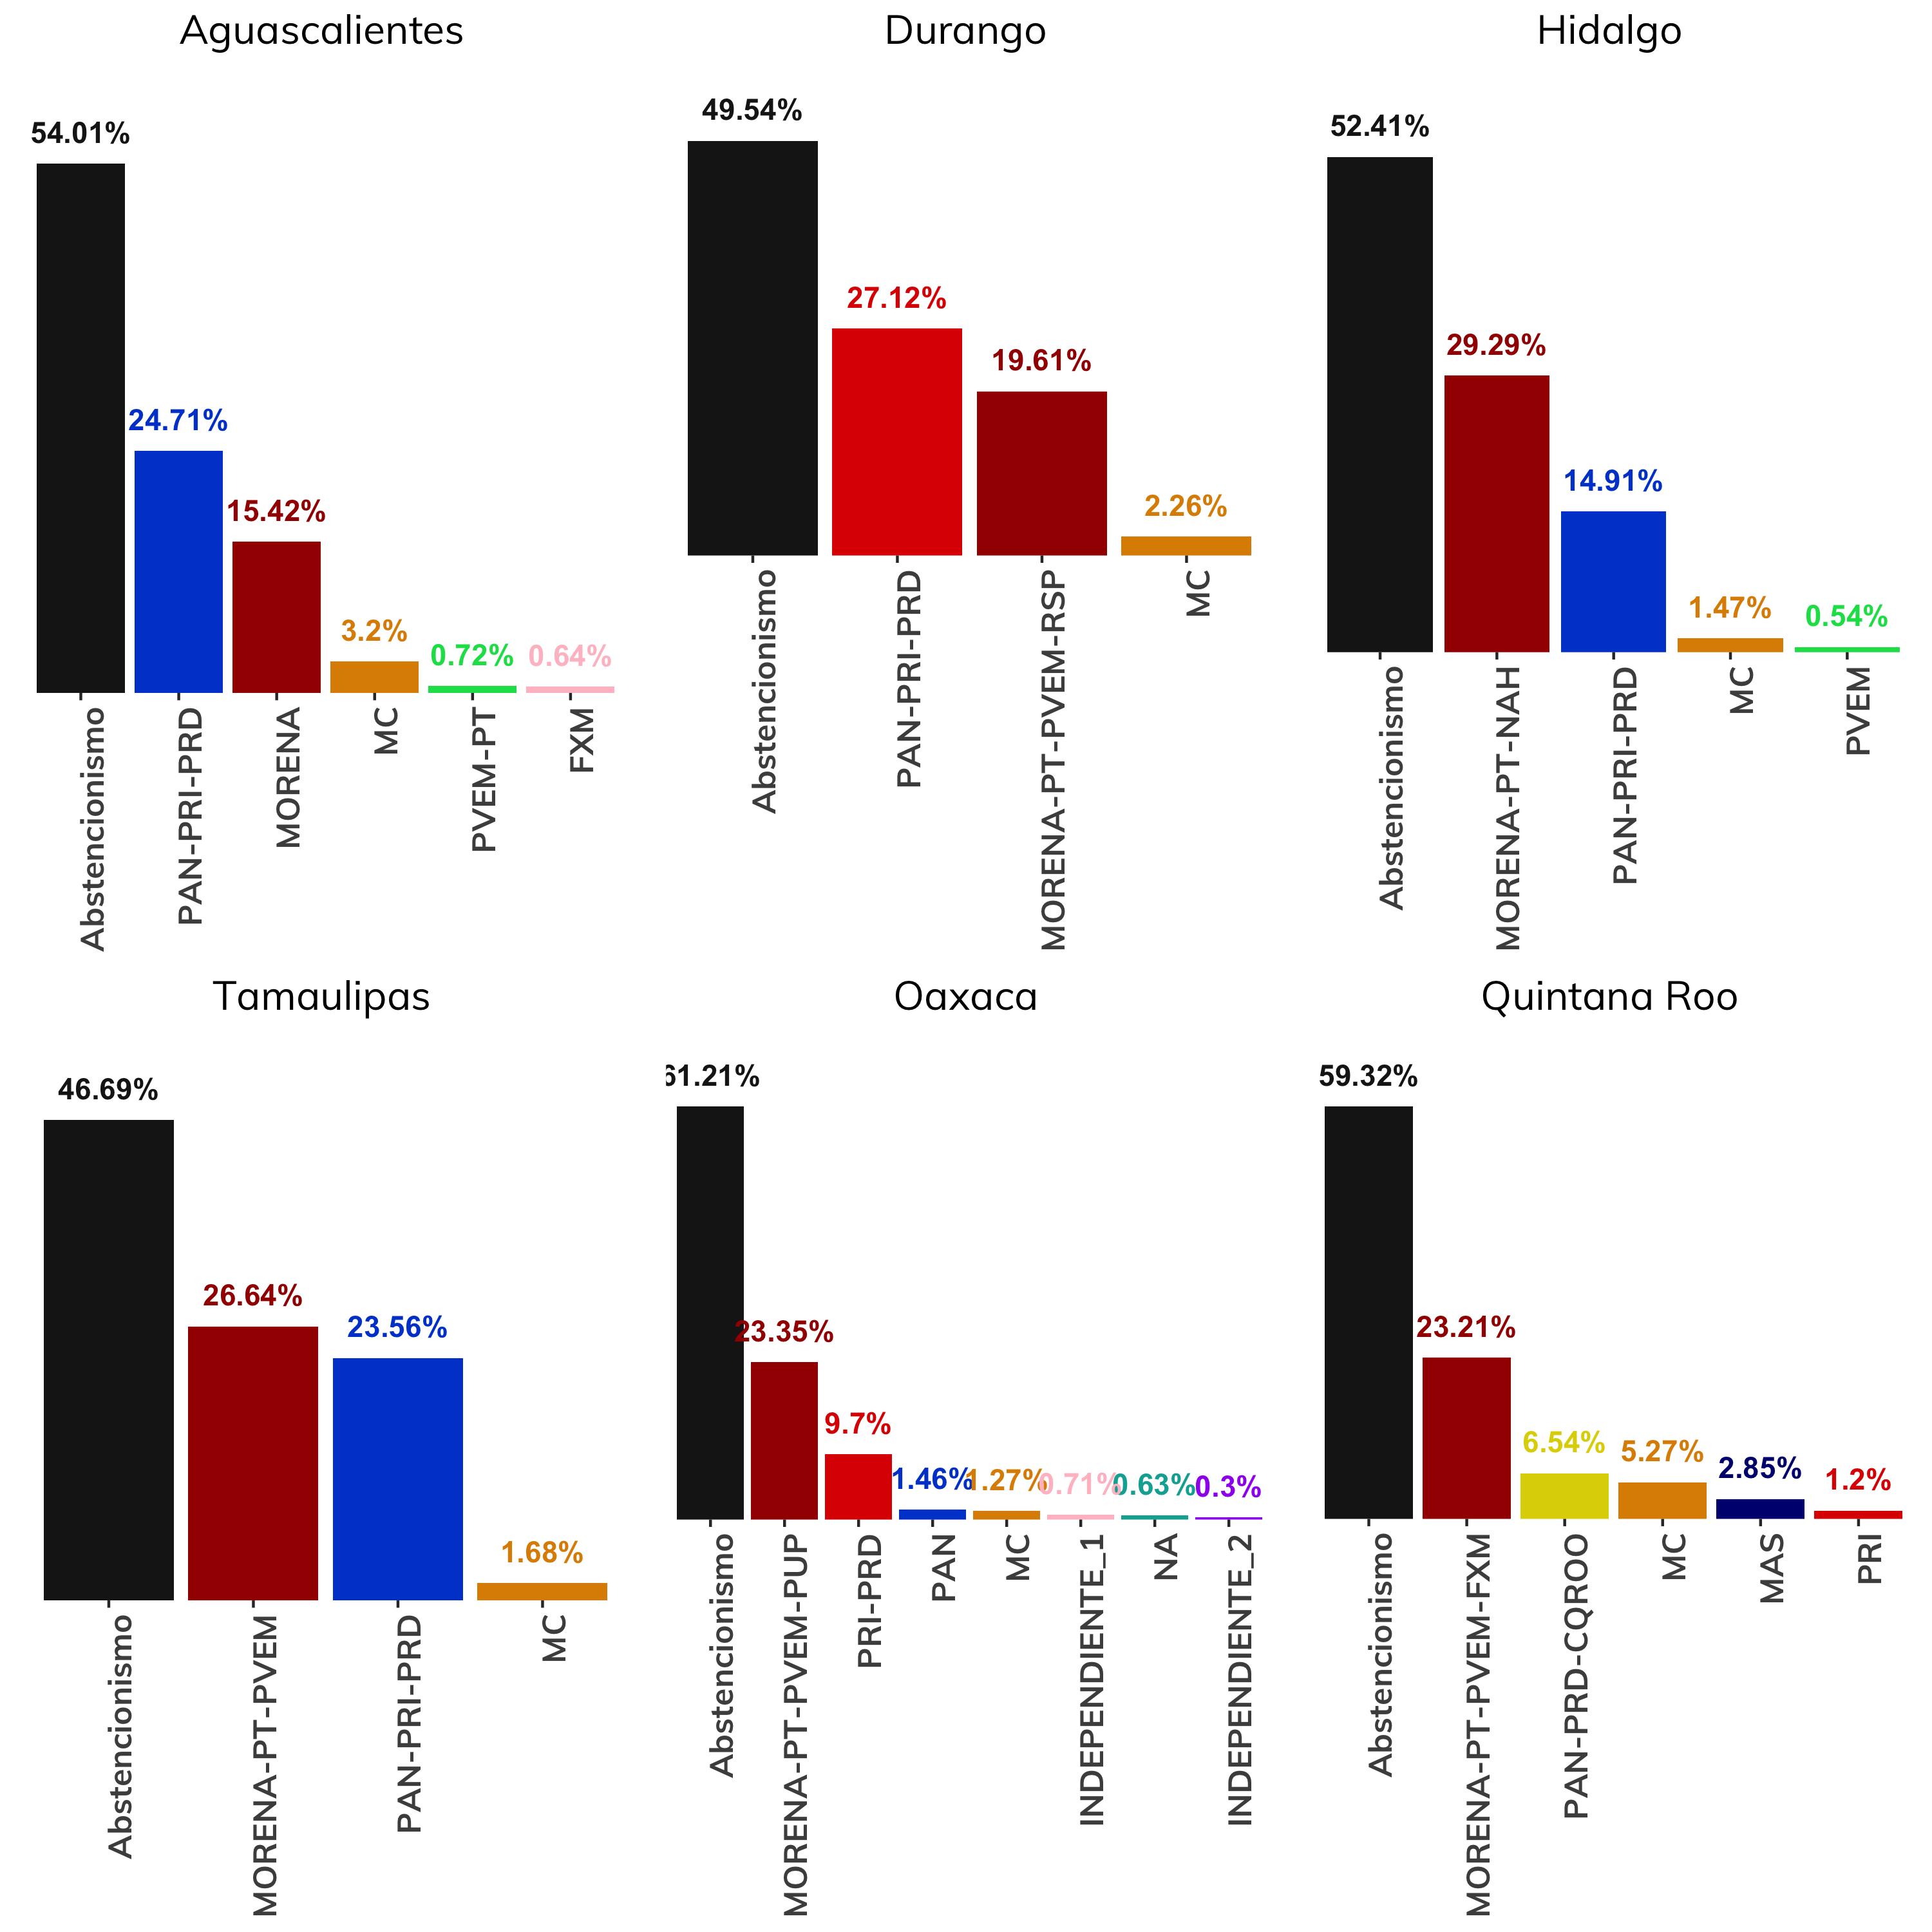 Aguascalientes
54.01%
24.71%
15.42%
3.2%
0.72%
0.64%
Abstencionismo
PAN-PRI-PRD
MORENA
MC
PVEM-PT
FXM
Durango
49.54%
27.12%
19.61%
2.26%
Abstencionismo
PAN-PRI-PRD
MORENA-PT-PVEM-RSP
MC
Hidalgo
52.41%
29.29%
14.91%
1.47%
0.54%
Abstencionismo
MORENA-PT-NAH
PAN-PRI-PRD
MC
PVEM
Tamaulipas
46.69%
26.64%
23.56%
1.68%
Abstencionismo
MORENA-PT-PVEM
PAN-PRI-PRD
MC
Oaxaca
61.21%
23.35%
9.7%
1.46%
1.27%
0.71%
0.63%
0.3%
Abstencionismo
MORENA-PT-PVEM-PUP
PRI-PRD
PAN
MC
INDEPENDIENTE_1
NA
INDEPENDIENTE_2
Quintana Roo
59.32%
23.21%
6.54%
5.27%
2.85%
1.2%
Abstencionismo
MORENA-PT-PVEM-FXM
PAN-PRD-CQROO
MC
MAS
PRI